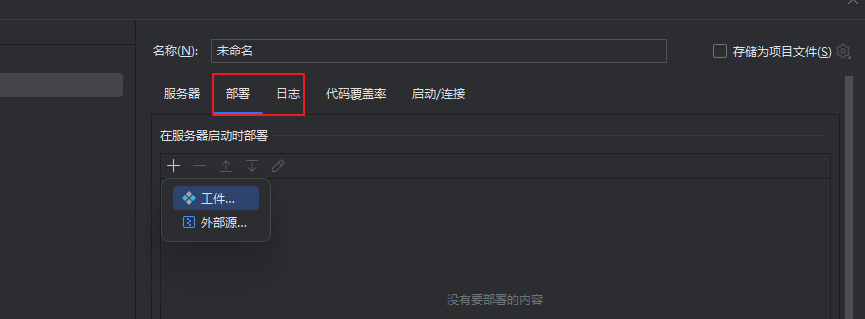 名称(N): 未命名 存储为项目文件(S)
服务器 部署 日志 代码覆盖率 启动/连接
在服务器启动时部署
工件...
外部源...
没有要部署的内容